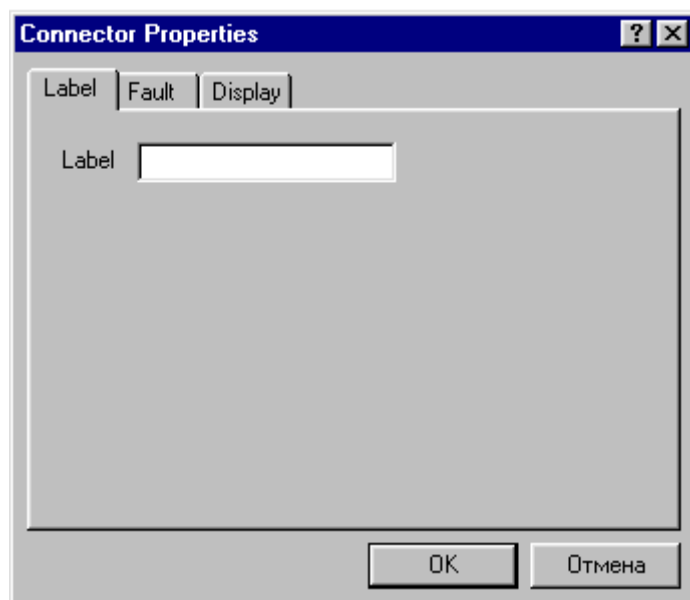 Connector Properties
Label Fault Display
Label
OK Отмена